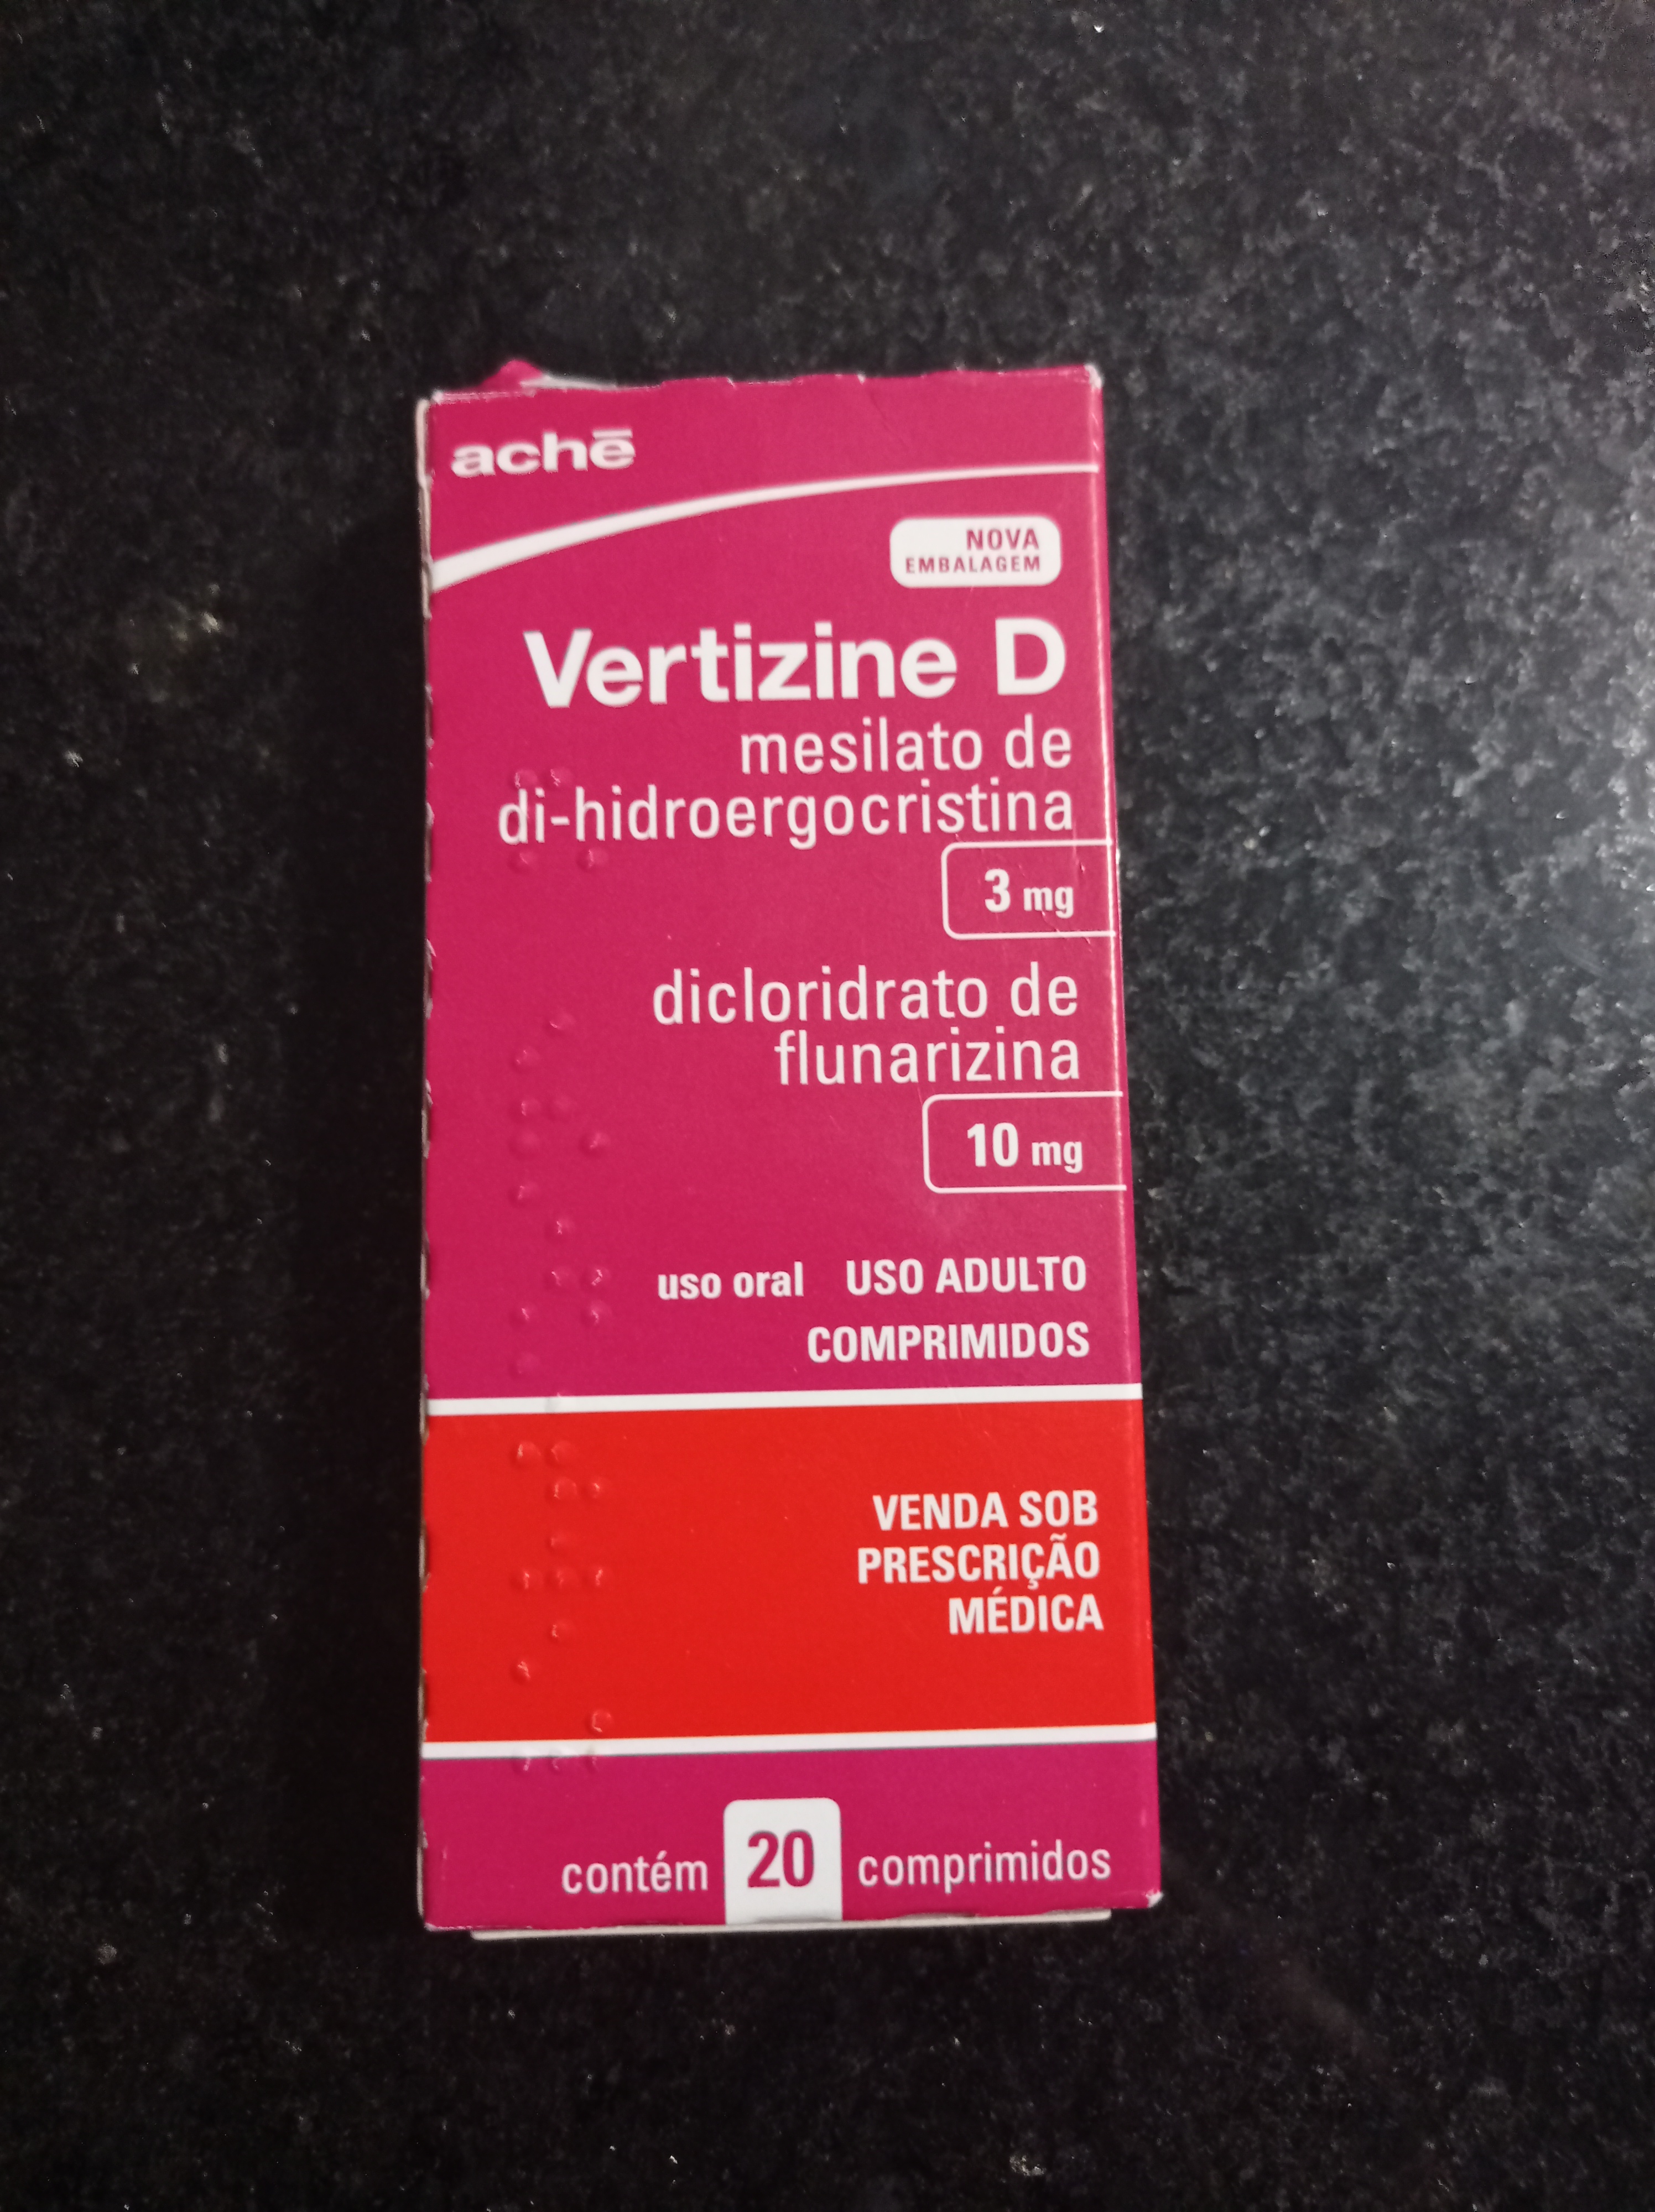 achē
NOVA
EMBALAGEM
Vertizine D
mesilato de
di-hidroergocristina
3 mg
dicloridrato de
flunarizina
10 mg
uso oral USO ADULTO
COMPRIMIDOS
VENDA SOB
PRESCRIÇÃO
MÉDICA
contém 20 comprimidos